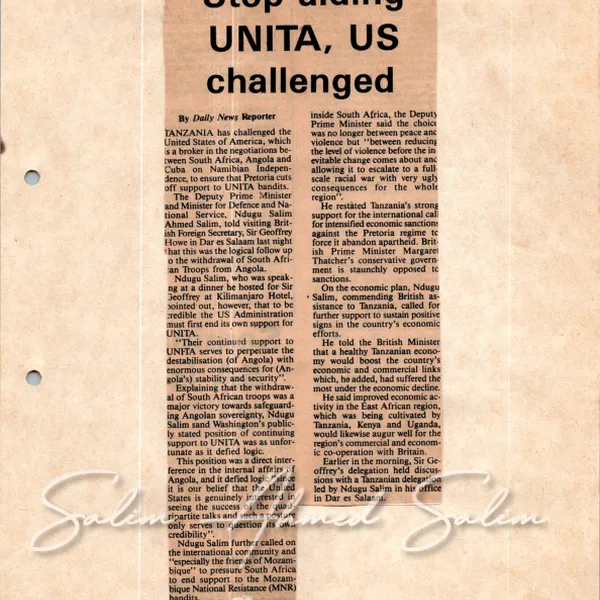 Stop aiding
UNITA, US
challenged
By Daily News Reporter
TANZANIA has challenged the
United States of America, which
is a broker in the negotiations be-
tween South Africa, Angola and
Cuba on Namibian Indepen-
dence, to ensure that Pretoria cuts
off support to UNITA bandits.
The Deputy Prime Minister
and Minister for Defence and Na-
tional Service, Ndugu Salim
Ahmed Salim, told visiting Brit-
ish Foreign Secretary, Sir Geoffrey
Howe in Dar es Salaam last night
that this was the logical follow up
to the withdrawal of South Afri-
can Troops from Angola.
Ndugu Salim, who was speak-
ing at a dinner he hosted for Sir
Geoffrey at Kilimanjaro Hotel,
pointed out, however, that to be
credible the US Administration
must first end its own support for
UNITA.
"Their continued support to
UNITA serves to perpetuate the
destabilisation (of Angola) with
enormous consequences for (An-
gola's) stability and security".
Explaining that the withdraw-
al of South African troops was a
major victory towards safeguard-
ing Angolan sovereignty, Ndugu
Salim sand Washington's public-
ly stated position of continuing
support to UNITA was as unfor-
tunate as it defied logic.
This position was a direct inter-
ference in the internal affairs of
Angola, and it defied logic
it is our belief that the United
States is genuinely interested
seeing the success of the
partite talks and such posture
only serves to question its own
credibility".
Ndugu Salim further called on
the international community and
"especially the friends of Mozam-
bique" to pressure South Africa
to end support to the Mozam-
bique National Resistance (MNR)
bandits.
inside South Africa, the Deputy
Prime Minister said the choice
was no longer between peace and
violence but "between reducing
the level of violence before the in-
evitable change comes about and
allowing it to escalate to a full-
scale racial war with very ugly
consequences for the whole
region".
He restated Tanzania's strong
support for the international call
for intensified economic sanctions
against the Pretoria regime to
force it abandon apartheid. Brit-
ish Prime Minister Margaret
Thatcher's conservative govern-
ment is staunchly opposed to
sanctions.
On the economic plan, Ndugu
Salim, commending British as-
sistance to Tanzania, called for
further support to sustain positive
signs in the country's economic
efforts.
He told the British Minister
that a healthy Tanzanian econo-
my would boost the country's
economic and commercial links
which, he added, had suffered the
most under the economic decline.
He said improved economic ac-
tivity in the East African region,
which was being cultivated by
Tanzania, Kenya and Uganda,
would likewise augur well for the
region's commercial and econom-
ic co-operation with Britain.
Earlier in the morning, Sir Ge-
offrey's delegation held discus-
sions with a Tanzanian delegation
led by Ndugu Salim in his office
in Dar es Salaam.
Salim Ahmed Salim